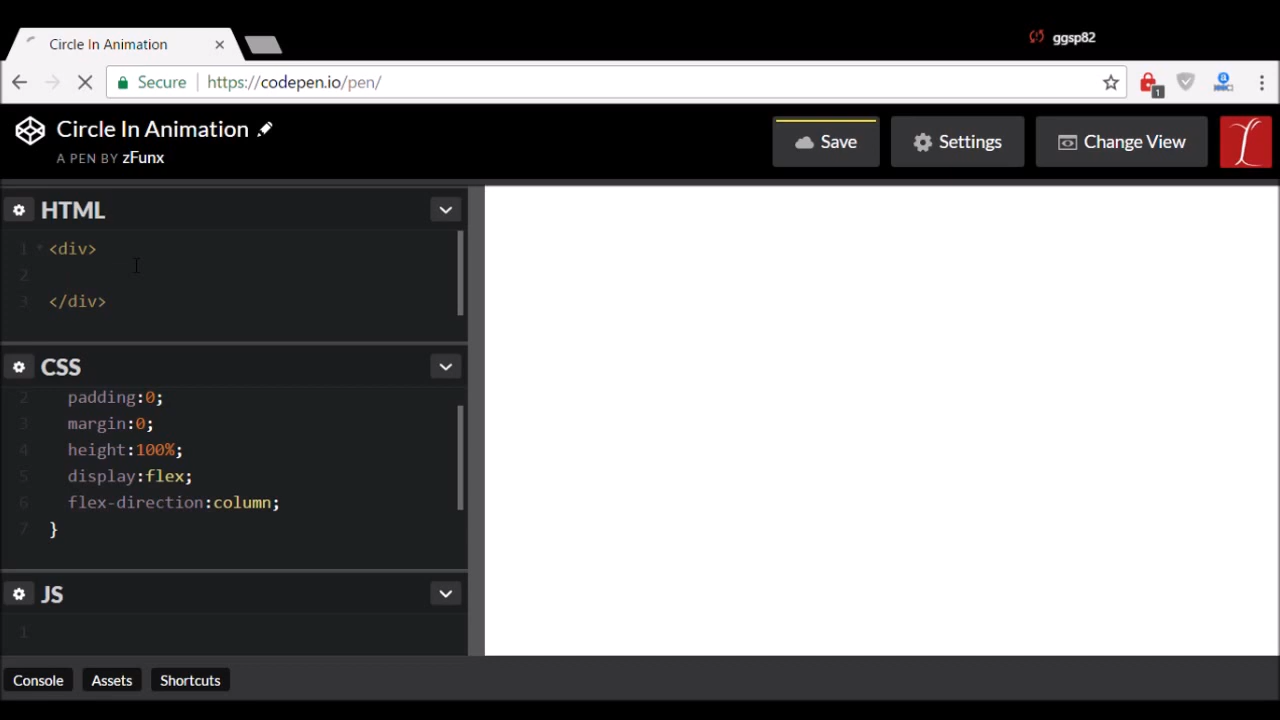 Circle In Animation
ggsp82
Secure https://codepen.io/pen/
1
Circle In Animation
A PEN BY zFunx
Save
Settings
Change View
HTML
1 <div>
2
3 </div>
CSS
2 padding:0;
3 margin:0;
4 height:100%;
5 display:flex;
6 flex-direction:column;
7 }
JS
1
Console Assets Shortcuts